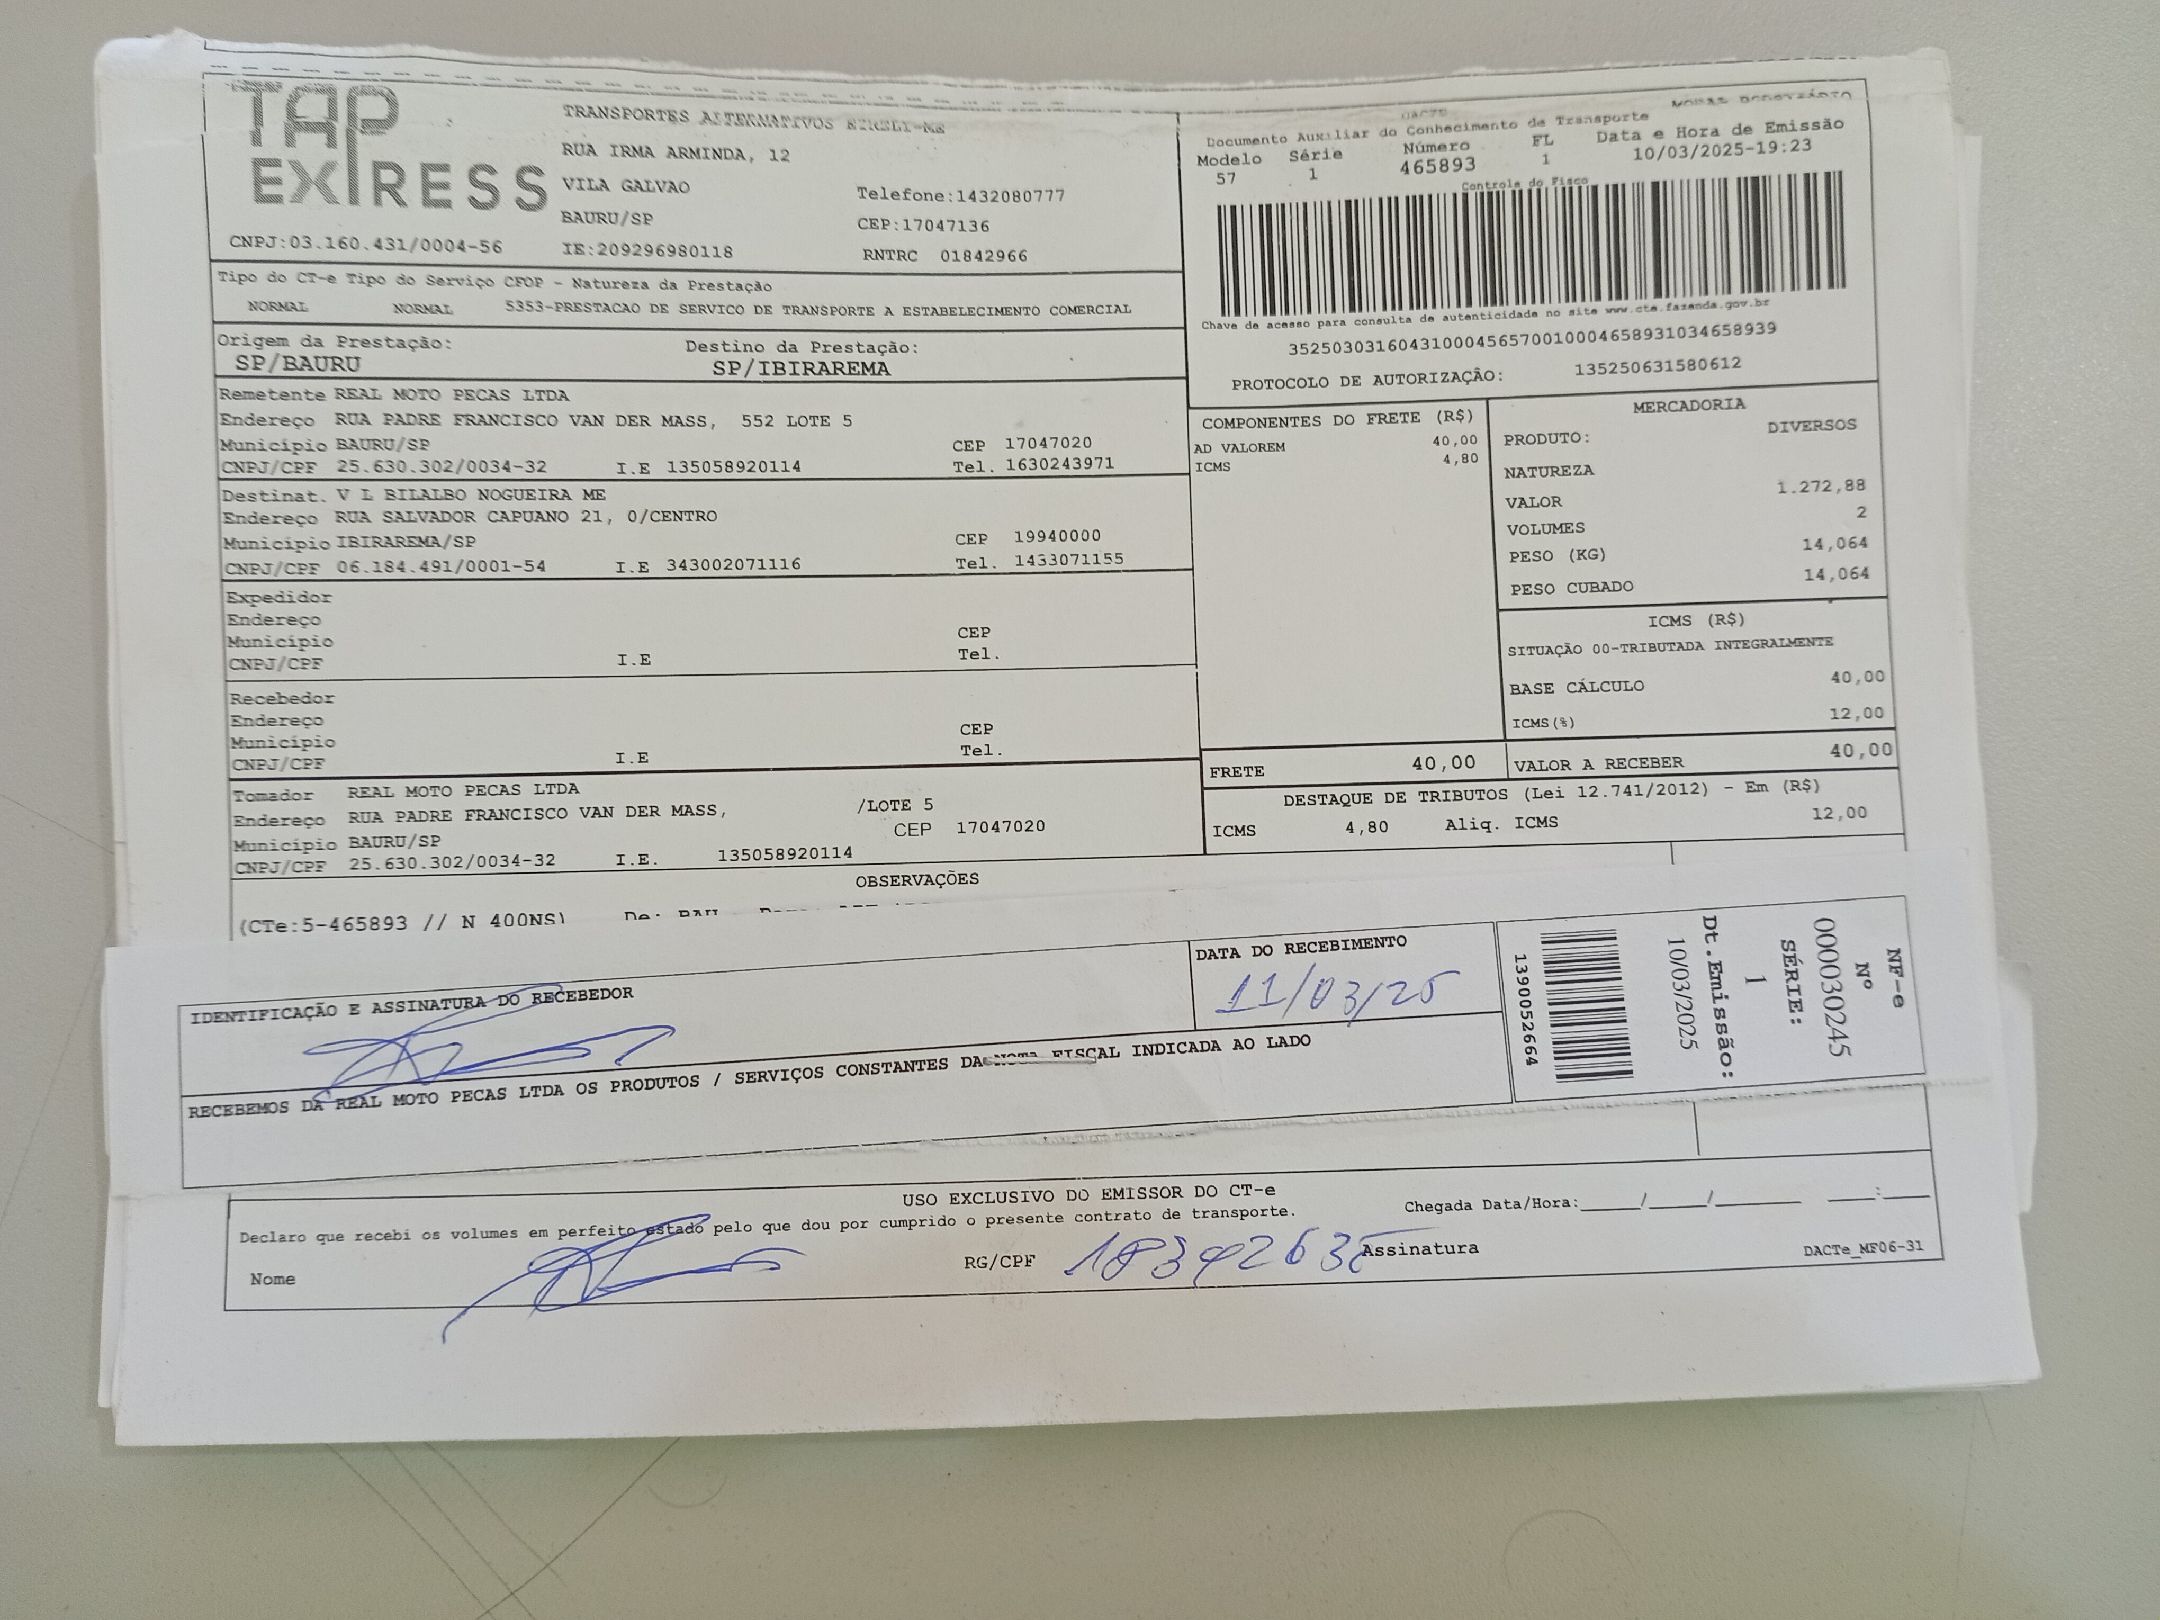 TAP
EXPRESS
TRANSPORTES ALTERNATIVOS EIRELI-ME
RUA IRMA ARMINDA, 12
VILA GALVAO
Telefone:1432080777
BAURU/SP
CEP:17047136
CNPJ:03.160.431/0004-56
IE:209296980118
RNTRC 01842966
DACTE
MODAL RODOVIÁRIO
Documento Auxiliar do Conhecimento de Transporte
Modelo Série Número FL Data e Hora de Emissão
57 1 465893 1 10/03/2025-19:23
Controle do Fisco
Chave de acesso para consulta de autenticidade no site www.cte.fazenda.gov.br
35250303160431000456570010004658931034658939
PROTOCOLO DE AUTORIZAÇÃO: 135250631580612
Tipo do CT-e Tipo do Serviço CFOP - Natureza da Prestação
NORMAL NORMAL 5353-PRESTACAO DE SERVICO DE TRANSPORTE A ESTABELECIMENTO COMERCIAL
Origem da Prestação: Destino da Prestação:
SP/BAURU SP/IBIRAREMA
Remetente REAL MOTO PECAS LTDA
Endereço RUA PADRE FRANCISCO VAN DER MASS, 552 LOTE 5
Município BAURU/SP CEP 17047020
CNPJ/CPF 25.630.302/0034-32 I.E 135058920114 Tel. 1630243971
Destinat. V L BILALBO NOGUEIRA ME
Endereço RUA SALVADOR CAPUANO 21, 0/CENTRO
Município IBIRAREMA/SP CEP 19940000
CNPJ/CPF 06.184.491/0001-54 I.E 343002071116 Tel. 1433071155
Expedidor
Endereço
Município CEP
CNPJ/CPF I.E Tel.
Recebedor
Endereço
Município CEP
CNPJ/CPF I.E Tel.
Tomador REAL MOTO PECAS LTDA
Endereço RUA PADRE FRANCISCO VAN DER MASS, /LOTE 5
Município BAURU/SP CEP 17047020
CNPJ/CPF 25.630.302/0034-32 I.E. 135058920114
COMPONENTES DO FRETE (R$)
AD VALOREM 40,00
ICMS 4,80
MERCADORIA
PRODUTO: DIVERSOS
NATUREZA
VALOR 1.272,88
VOLUMES 2
PESO (KG) 14,064
PESO CUBADO 14,064
ICMS (R$)
SITUAÇÃO 00-TRIBUTADA INTEGRALMENTE
BASE CÁLCULO 40,00
ICMS(%) 12,00
FRETE 40,00 VALOR A RECEBER 40,00
DESTAQUE DE TRIBUTOS (Lei 12.741/2012) - Em (R$)
ICMS 4,80 Aliq. ICMS 12,00
OBSERVAÇÕES
(CTe:5-465893 // N 400NS) De: BAU
IDENTIFICAÇÃO E ASSINATURA DO RECEBEDOR
DATA DO RECEBIMENTO
11/03/25
RECEBEMOS DA REAL MOTO PECAS LTDA OS PRODUTOS / SERVIÇOS CONSTANTES DA NOTA FISCAL INDICADA AO LADO
NF-e
Nº
000030245
SÉRIE:
1
Dt.Emissão:
10/03/2025
1390052664
USO EXCLUSIVO DO EMISSOR DO CT-e
Declaro que recebi os volumes em perfeito estado pelo que dou por cumprido o presente contrato de transporte.
Chegada Data/Hora:_____/_____/_______ ____:____
Nome RG/CPF Assinatura
DACTe_MF06-31